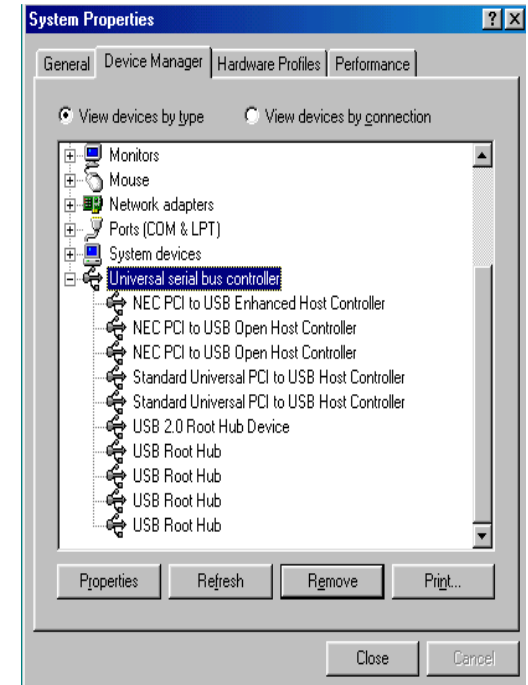 System Properties
General Device Manager Hardware Profiles Performance
View devices by type View devices by connection
Monitors
Mouse
Network adapters
Ports (COM & LPT)
System devices
Universal serial bus controller
NEC PCI to USB Enhanced Host Controller
NEC PCI to USB Open Host Controller
NEC PCI to USB Open Host Controller
Standard Universal PCI to USB Host Controller
Standard Universal PCI to USB Host Controller
USB 2.0 Root Hub Device
USB Root Hub
USB Root Hub
USB Root Hub
USB Root Hub
Properties Refresh Remove Print...
Close Cancel